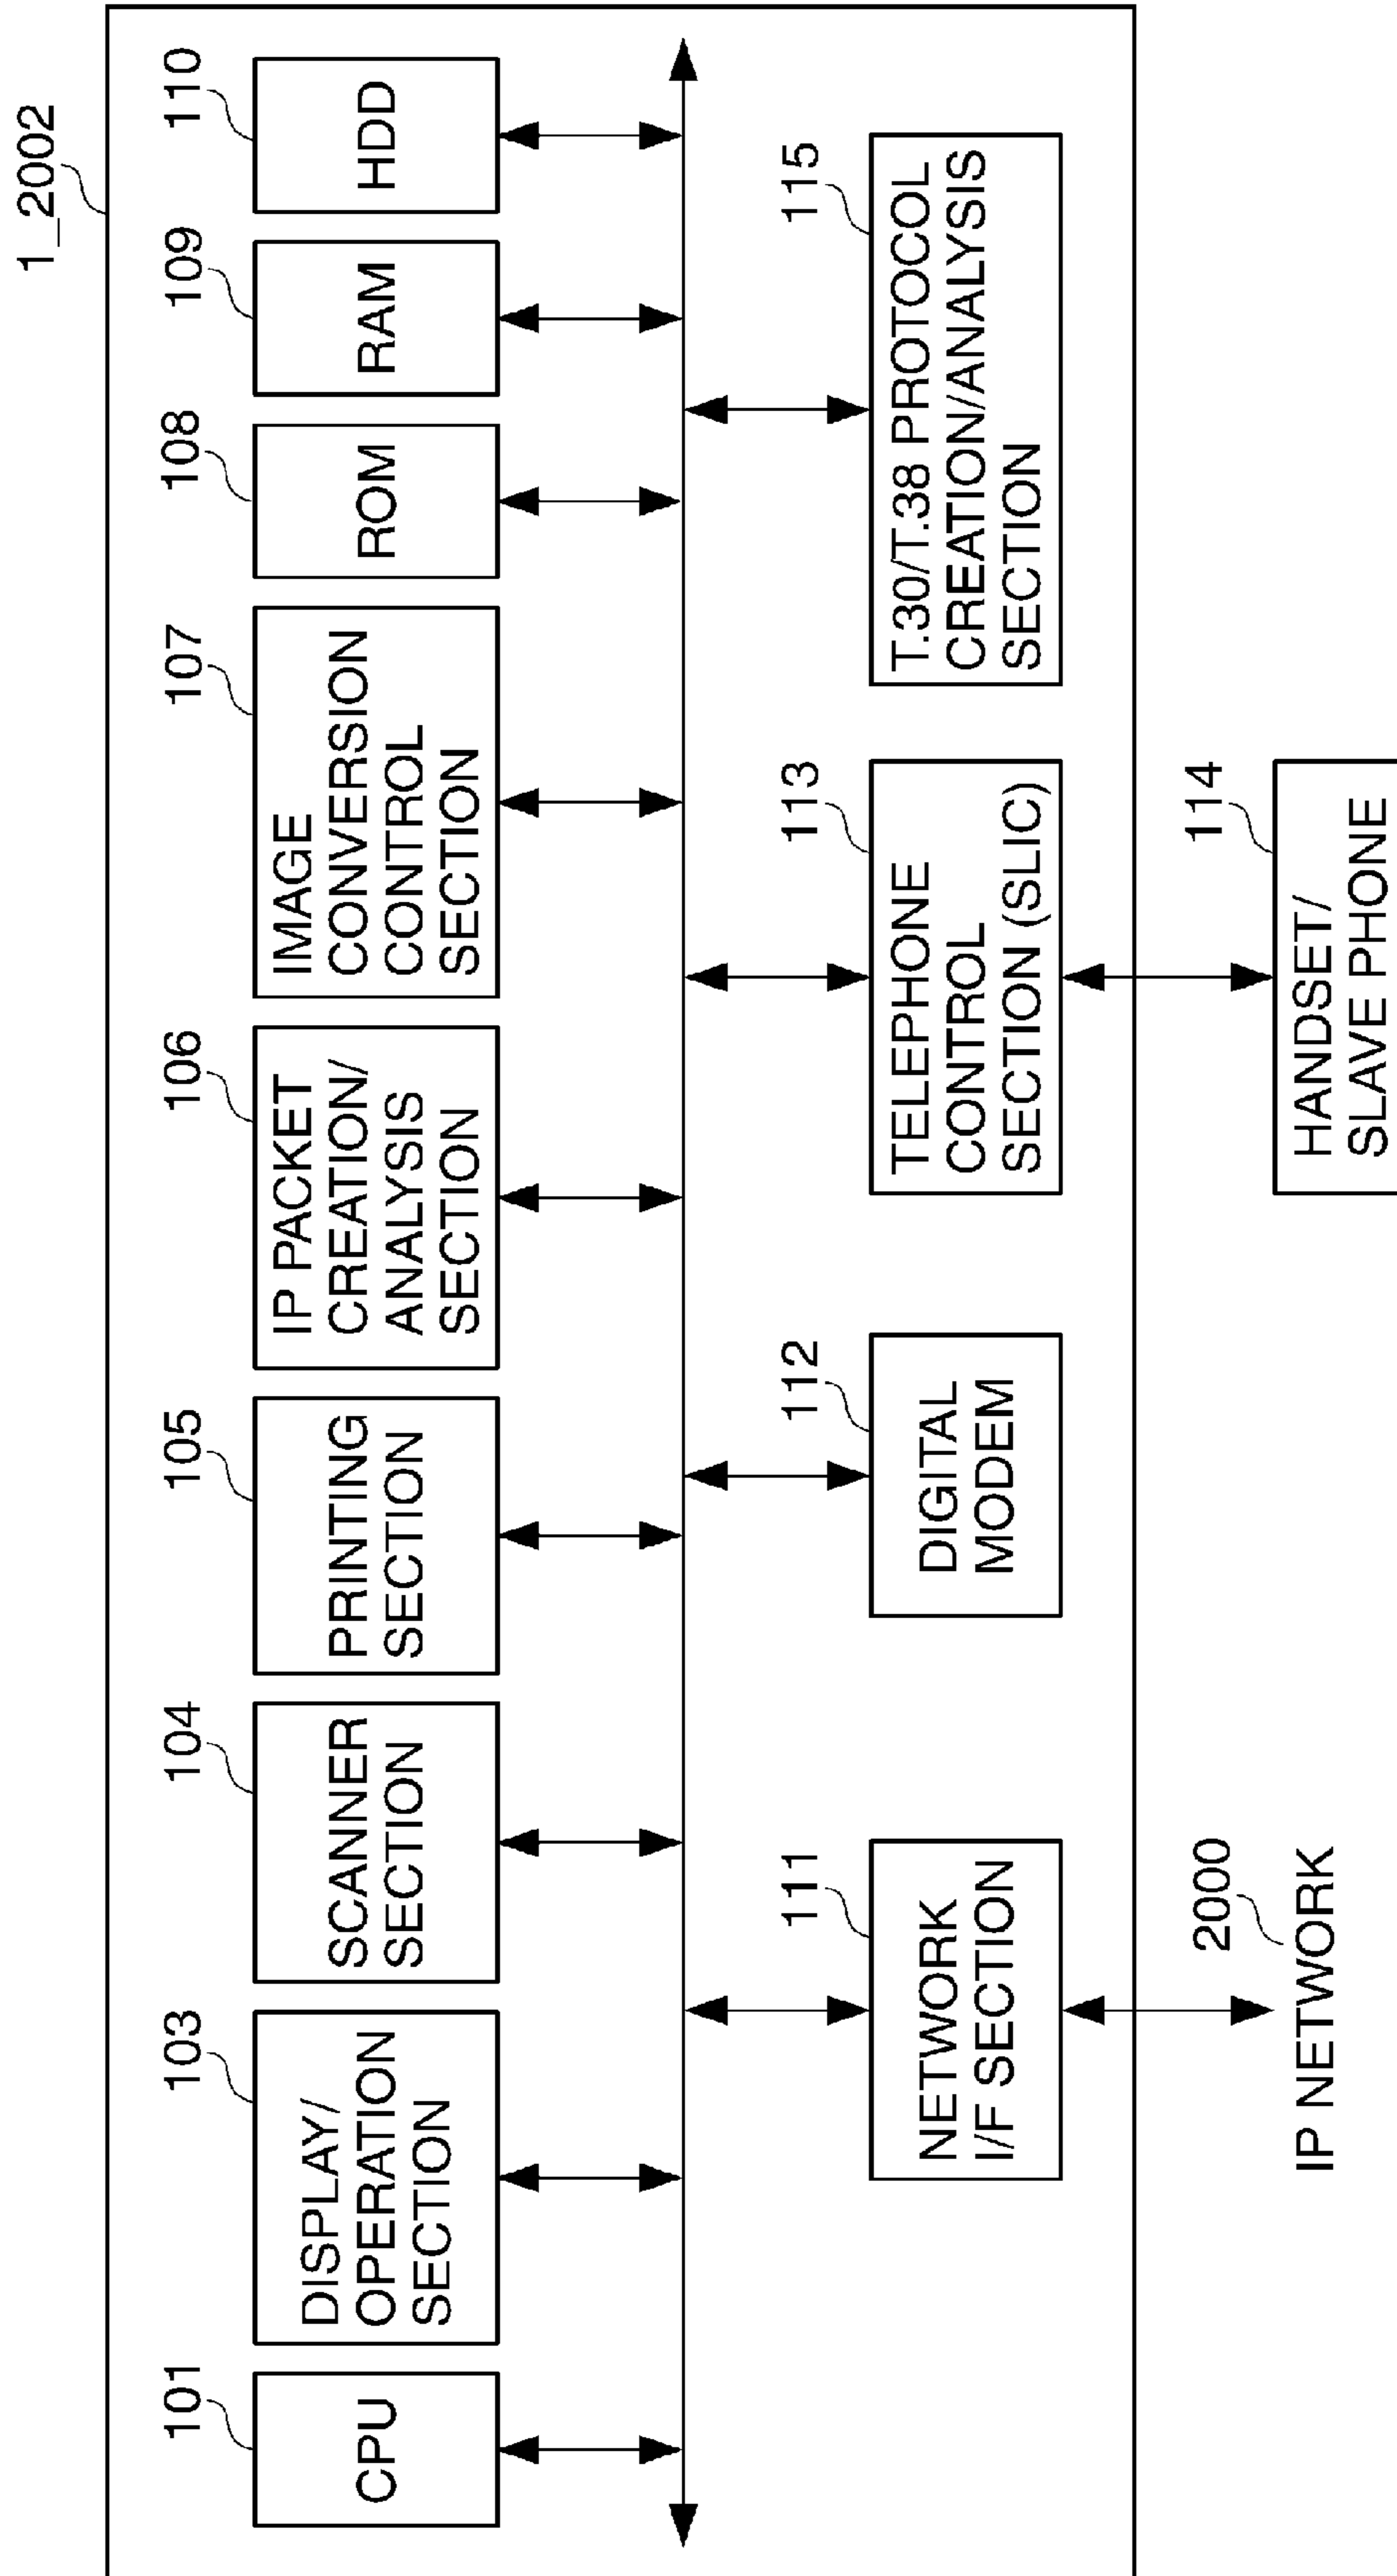 1_2002
101
CPU
103
DISPLAY/
OPERATION
SECTION
104
SCANNER
SECTION
105
PRINTING
SECTION
106
IP PACKET
CREATION/
ANALYSIS
SECTION
107
IMAGE
CONVERSION
CONTROL
SECTION
108
ROM
109
RAM
110
HDD
111
NETWORK
I/F SECTION
112
DIGITAL
MODEM
113
TELEPHONE
CONTROL
SECTION (SLIC)
115
T.30/T.38 PROTOCOL
CREATION/ANALYSIS
SECTION
2000
IP NETWORK
114
HANDSET/
SLAVE PHONE